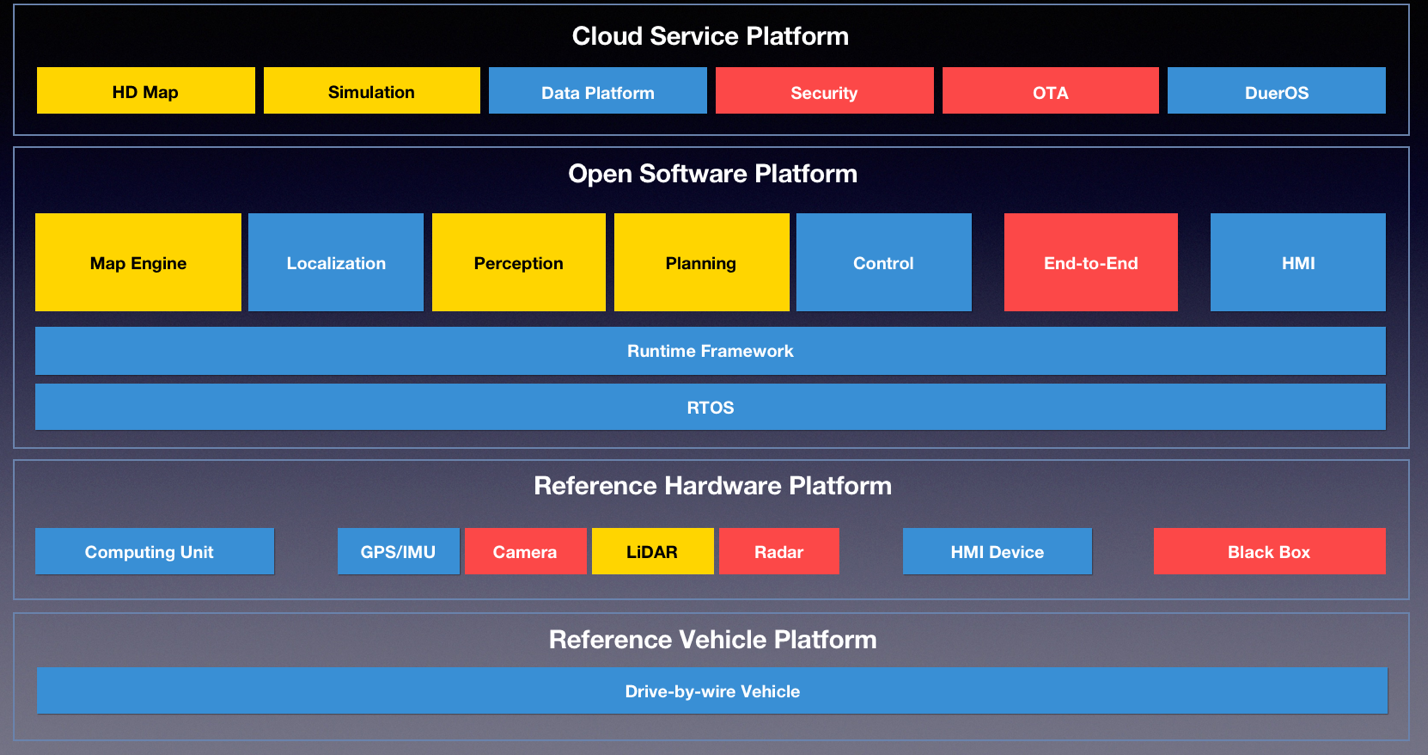 Cloud Service Platform
HD Map
Simulation
Data Platform
Security
OTA
DuerOS
Open Software Platform
Map Engine
Localization
Perception
Planning
Control
End-to-End
HMI
Runtime Framework
RTOS
Reference Hardware Platform
Computing Unit
GPS/IMU
Camera
LiDAR
Radar
HMI Device
Black Box
Reference Vehicle Platform
Drive-by-wire Vehicle